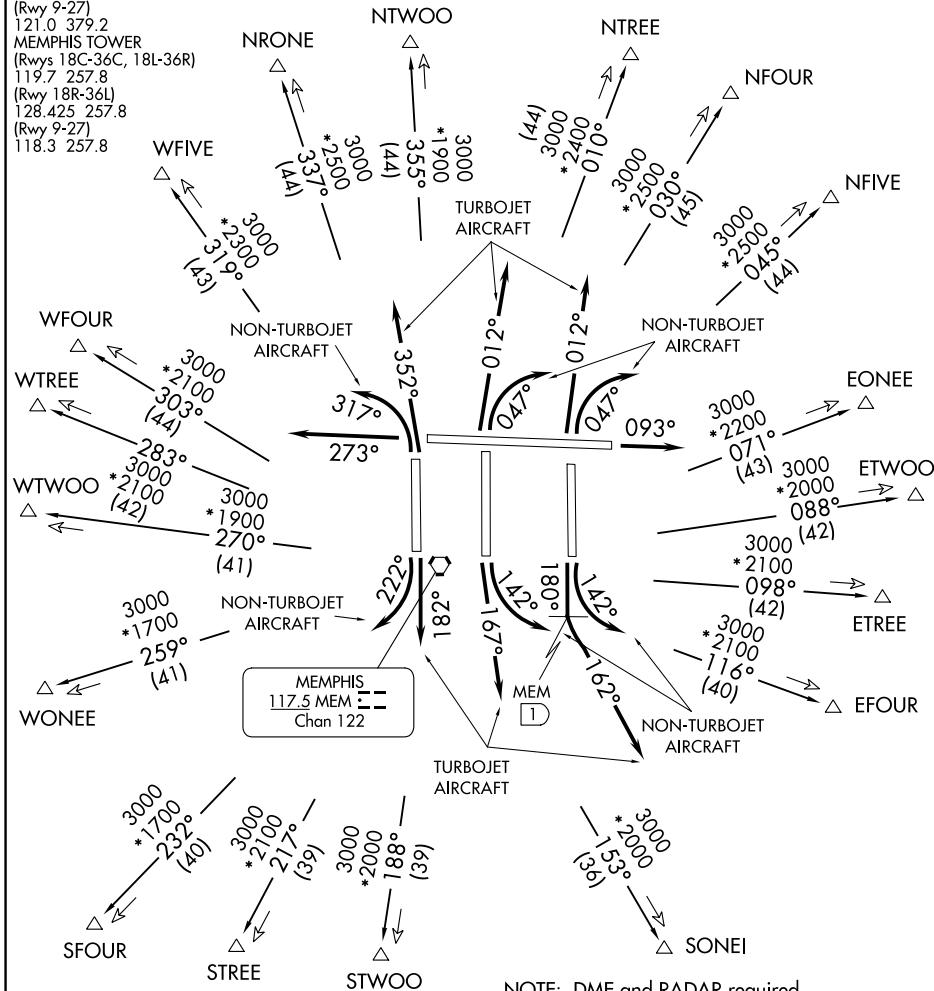 (Rwy 9-27)
121.0 379.2
MEMPHIS TOWER
(Rwys 18C-36C, 18L-36R)
119.7 257.8
(Rwy 18R-36L)
128.425 257.8
(Rwy 9-27)
118.3 257.8
NTWOO
3000
*1900
355°
(44)
NRONE
3000
*2500
337°
(44)
NTREE
(44)
3000
*2400
010°
NFOUR
3000
*2500
030°
(45)
WFIVE
3000
*2300
319°
(43)
NFIVE
3000
*2500
045°
(44)
TURBOJET
AIRCRAFT
NON-TURBOJET
AIRCRAFT
NON-TURBOJET
AIRCRAFT
352°
012°
012°
317°
047°
047°
273°
093°
WFOUR
3000
*2100
303°
(44)
WTREE
283°
3000
*2100
(42)
WTWOO
3000
*1900
270°
(41)
EONEE
3000
*2200
071°
(43)
ETWOO
3000
*2000
088°
(42)
ETREE
3000
*2100
098°
(42)
EFOUR
3000
*2100
116°
(40)
WONEE
3000
*1700
259°
(41)
NON-TURBOJET
AIRCRAFT
222°
182°
167°
142°
180°
142°
162°
MEMPHIS
117.5 MEM
Chan 122
MEM
1
NON-TURBOJET
AIRCRAFT
TURBOJET
AIRCRAFT
SFOUR
3000
*1700
232°
(40)
STREE
3000
*2100
217°
(39)
STWOO
3000
*2000
188°
(39)
SONEI
3000
*2000
153°
(36)
NOTE: DME and RADAR required